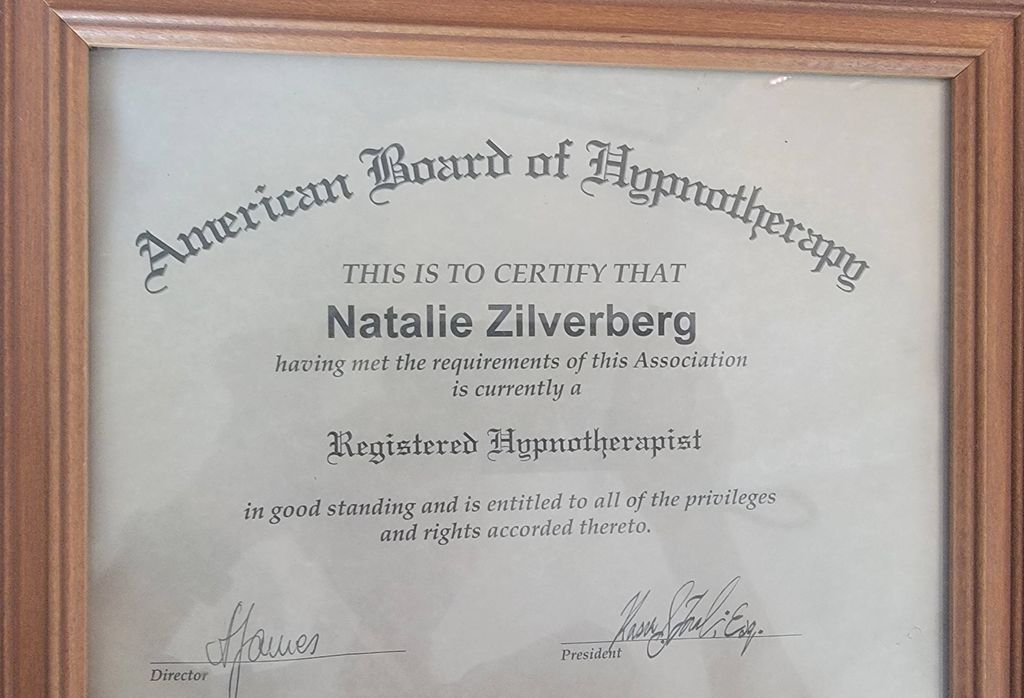 American Board of Hypnotherapy
THIS IS TO CERTIFY THAT
Natalie Zilverberg
having met the requirements of this Association
is currently a
Registered Hypnotherapist
in good standing and is entitled to all of the privileges
and rights accorded thereto.
Director
President